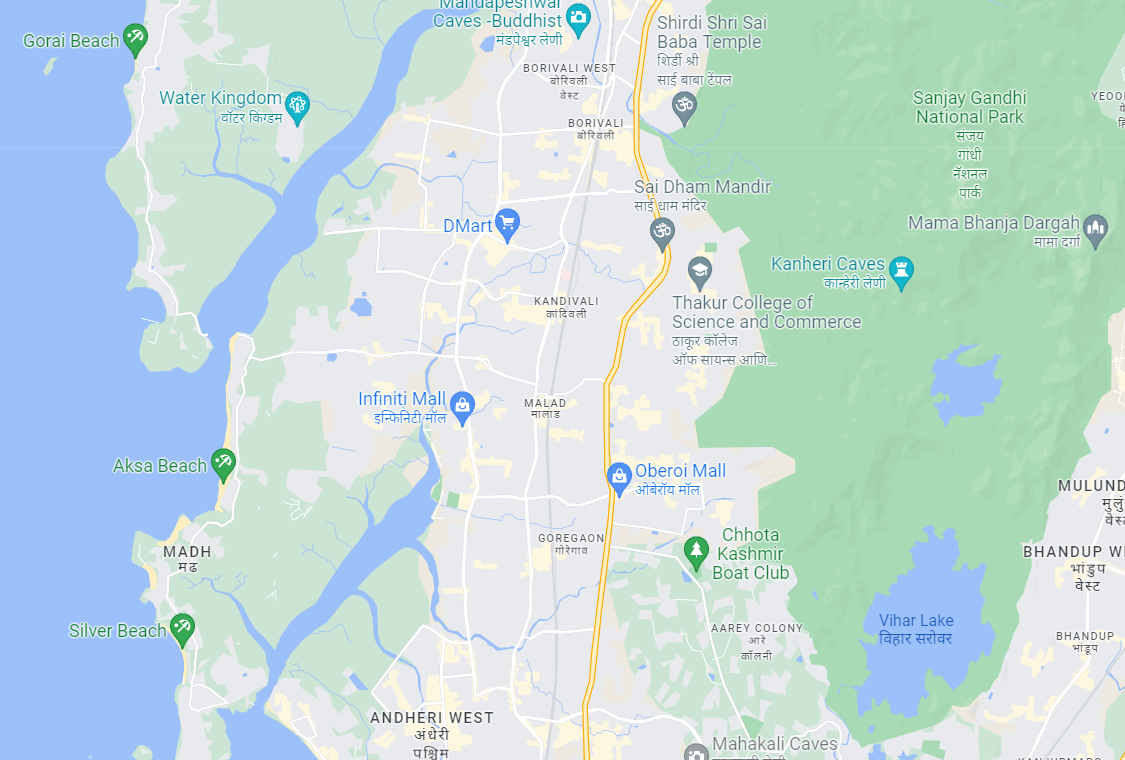 Mandapeshwar
Caves -Buddhist
मंडपेश्वर लेणी
Shirdi Shri Sai
Baba Temple
शिर्डी श्री
साई बाबा टेंपल
Gorai Beach
BORIVALI WEST
बोरिवली
वेस्ट
Water Kingdom
वॉटर किंग्डम
BORIVALI
बोरिवली
Sanjay Gandhi
National Park
संजय
गांधी
नॅशनल
पार्क
Sai Dham Mandir
साई धाम मंदिर
DMart
Mama Bhanja Dargah
मामा दर्गा
Kanheri Caves
कान्हेरी लेणी
KANDIVALI
कांदिवली
Thakur College of
Science and Commerce
ठाकूर कॉलेज
ऑफ सायन्स आणि...
Infiniti Mall
इन्फिनिटी मॉल
MALAD
मालाड
Aksa Beach
Oberoi Mall
ओबेरॉय मॉल
MULUND
MADH
मढ
GOREGAON
गोरेगाव
Chhota
Kashmir
Boat Club
BHANDUP
भांडुप
वेस्ट
Silver Beach
AAREY COLONY
आरे
कॉलनी
Vihar Lake
विहार सरोवर
BHANDUP
भांडूप
ANDHERI WEST
अंधेरी
पश्चिम
Mahakali Caves